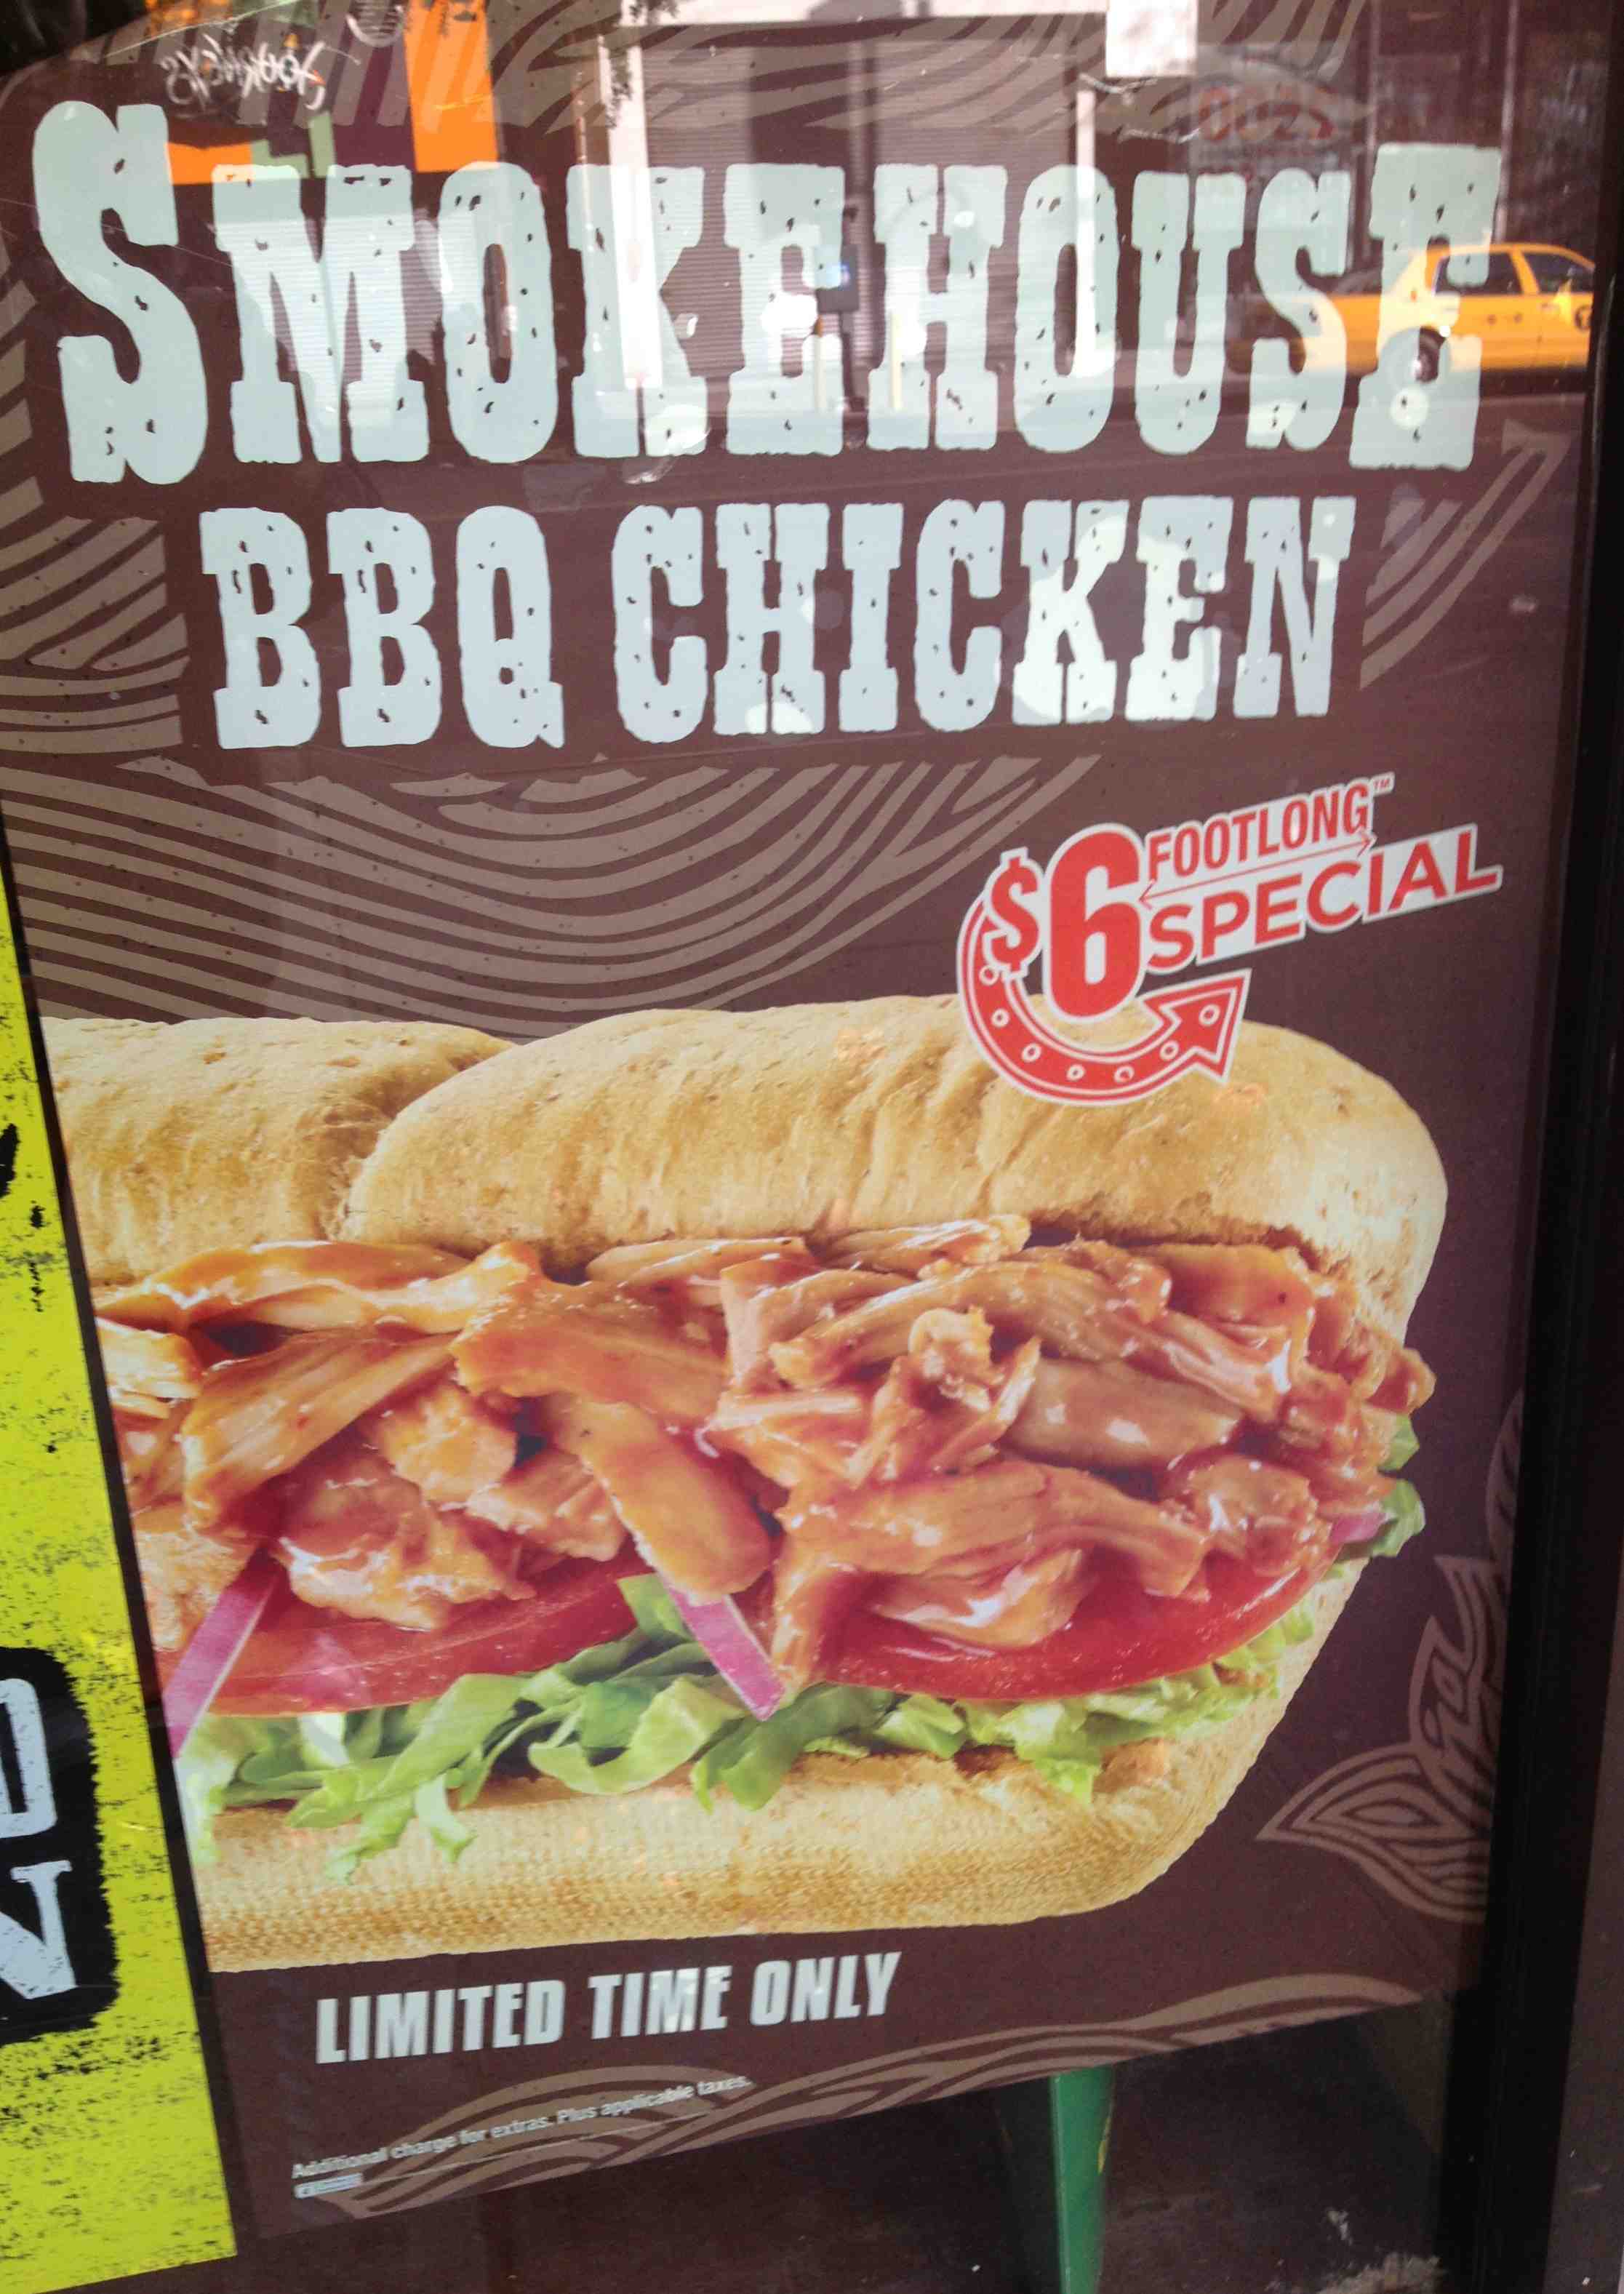 SMOKEHOUSE
BBQ CHICKEN
$6 FOOTLONG™
SPECIAL
LIMITED TIME ONLY
Additional charge for extras. Plus applicable taxes.